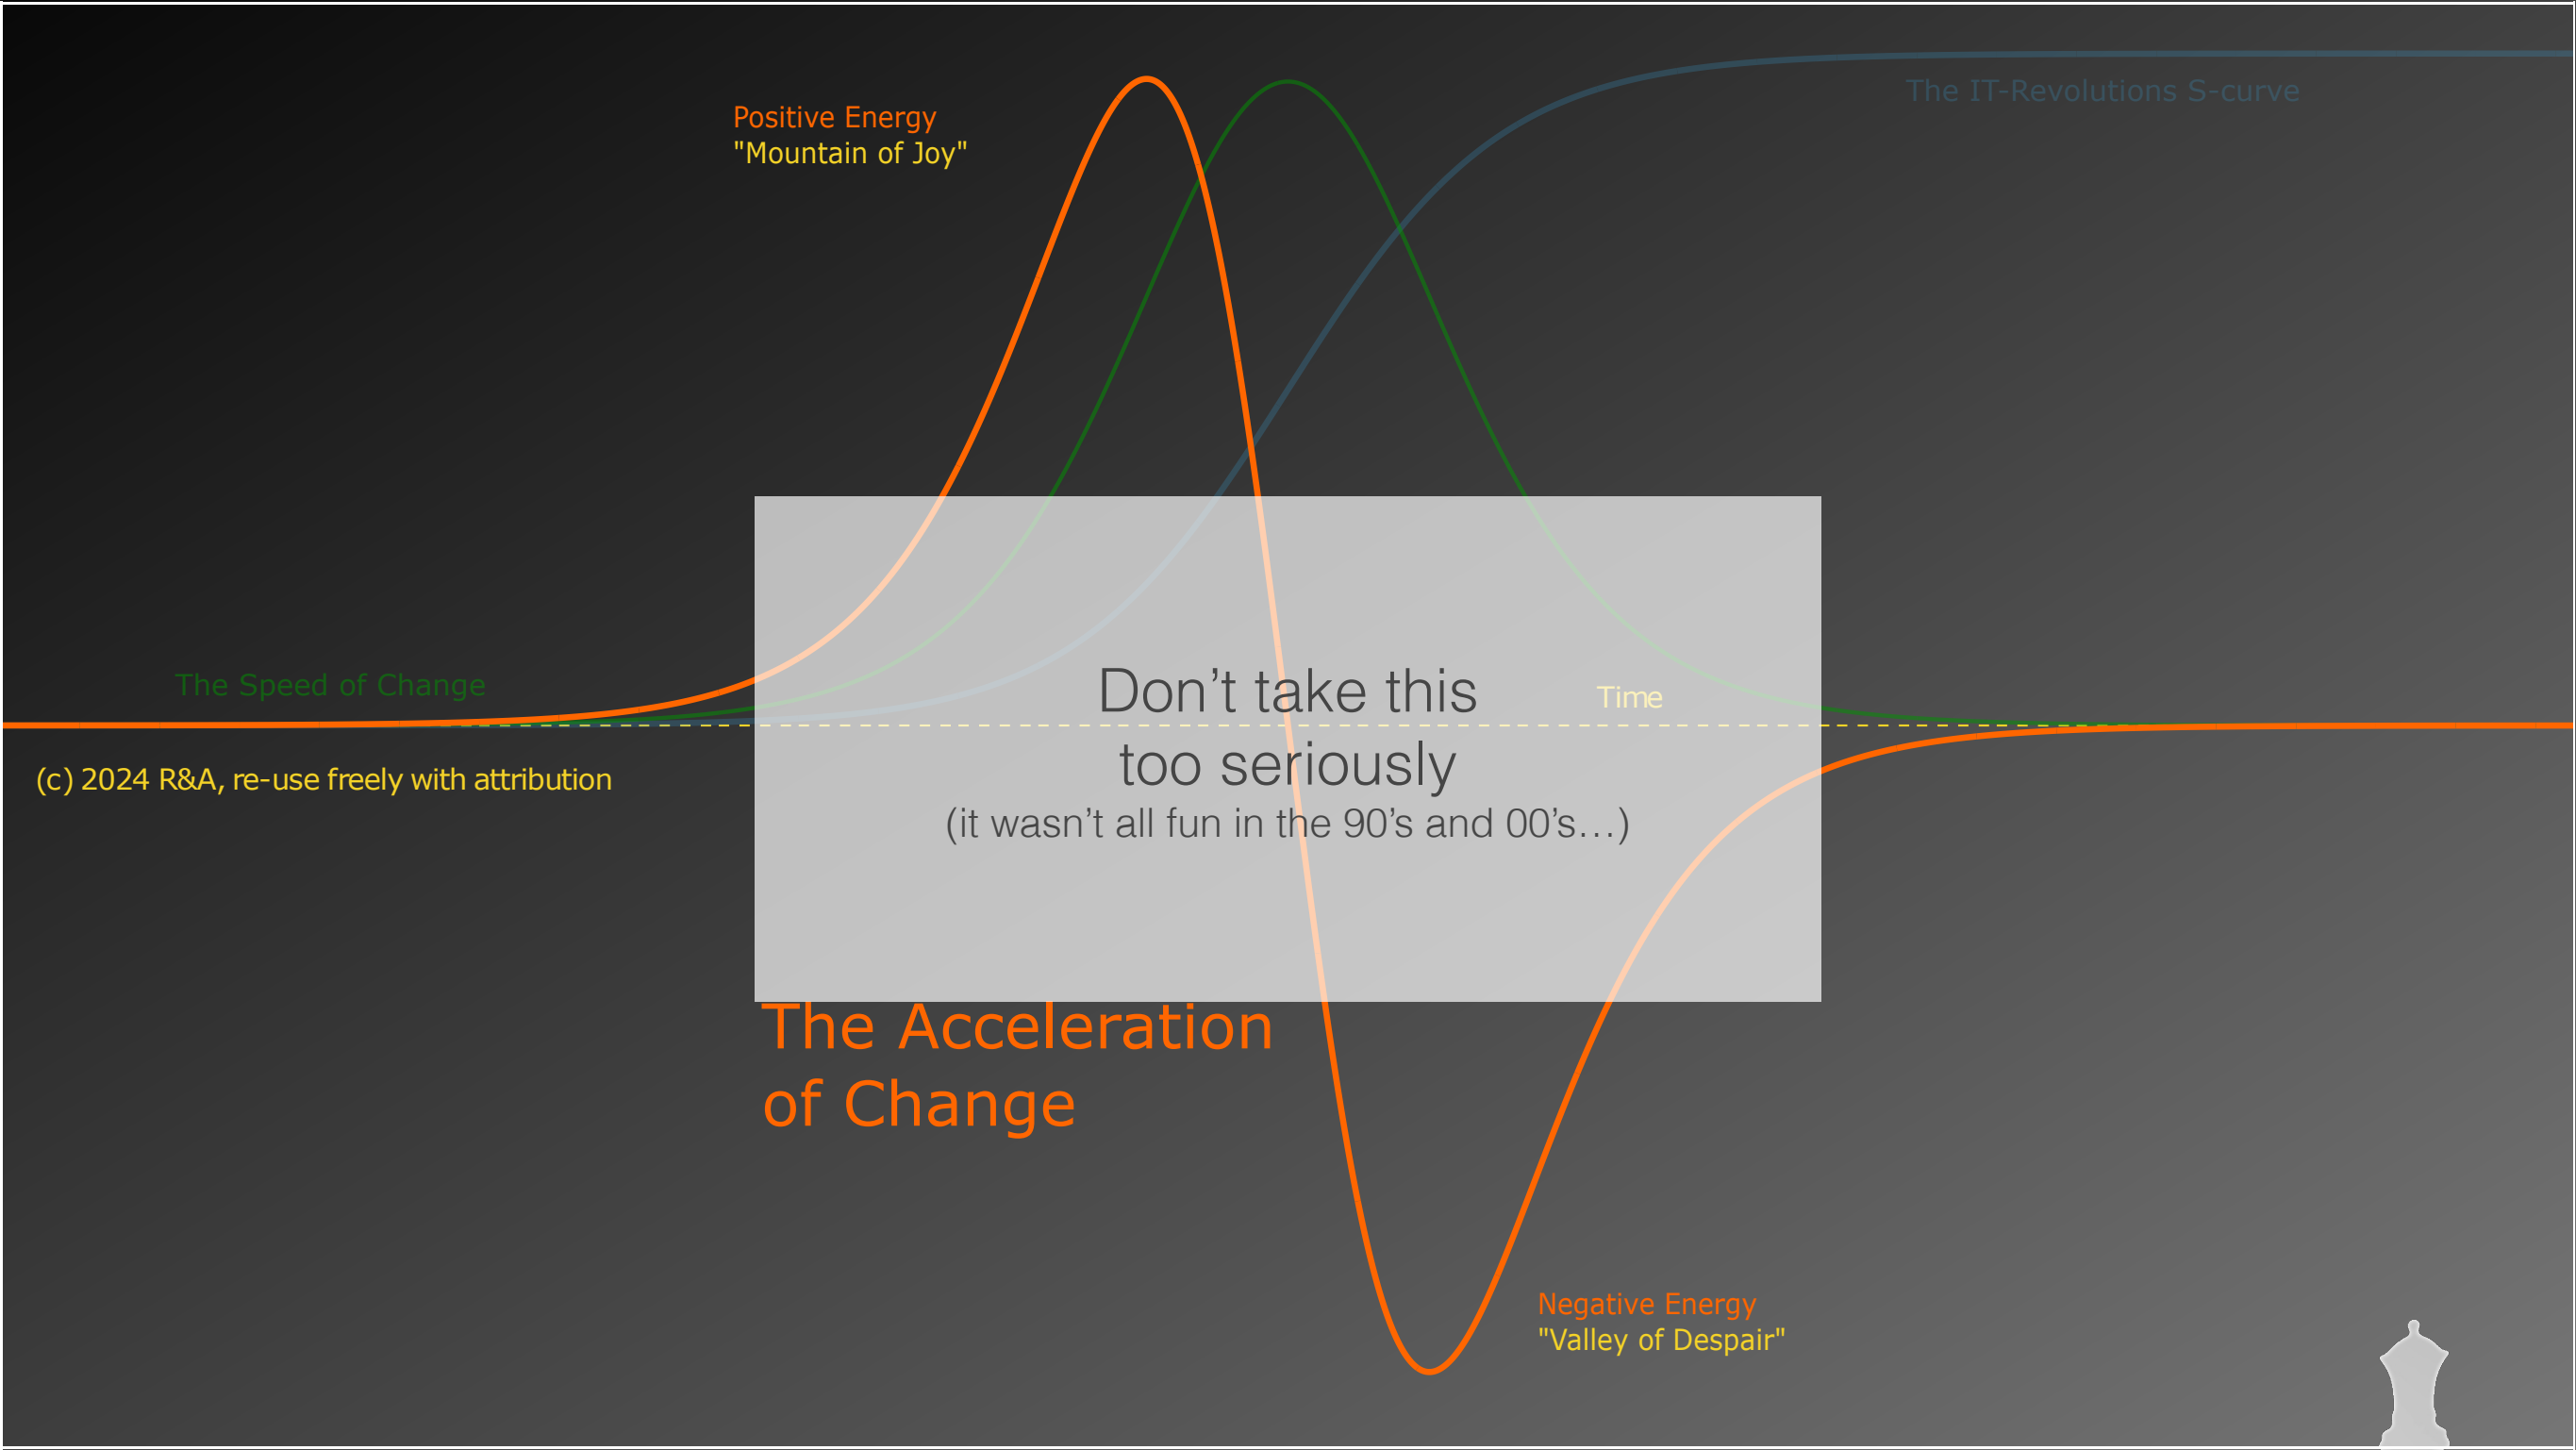 The IT-Revolutions S-curve
Positive Energy
"Mountain of Joy"
The Speed of Change
Time
Don’t take this
too seriously
(it wasn’t all fun in the 90’s and 00’s…)
(c) 2024 R&A, re-use freely with attribution
The Acceleration
of Change
Negative Energy
"Valley of Despair"